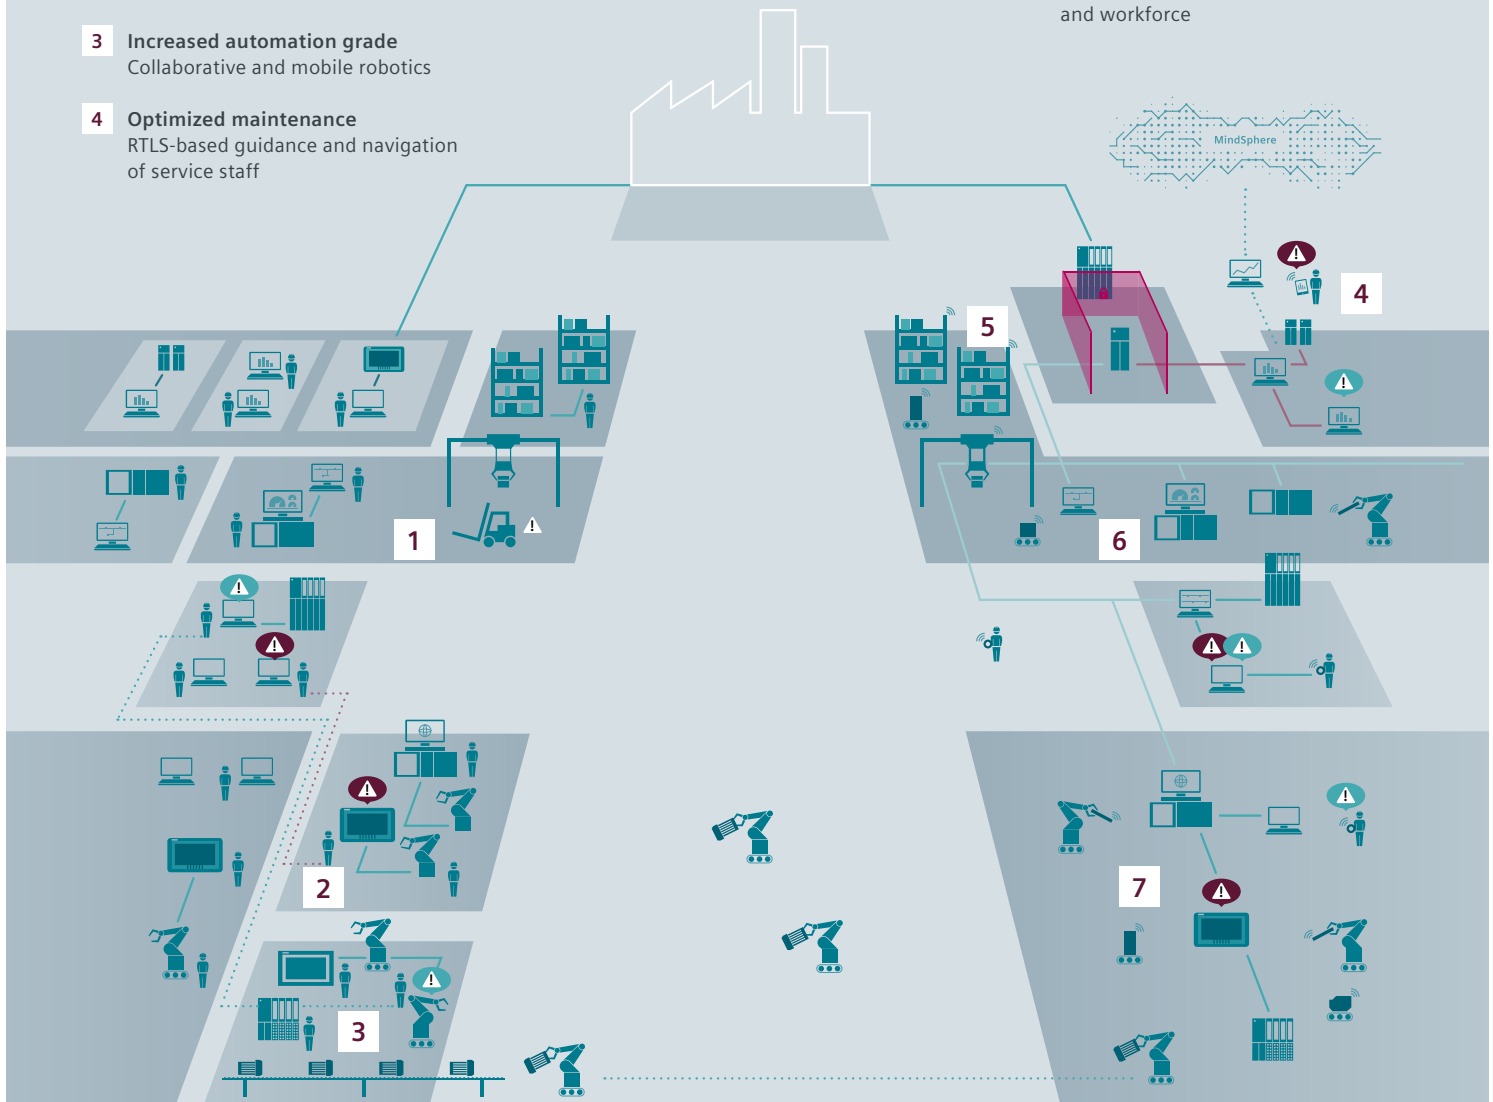 and workforce
3 Increased automation grade
Collaborative and mobile robotics
4 Optimized maintenance
RTLS-based guidance and navigation
of service staff
MindSphere
4
5
1
6
2
7
3